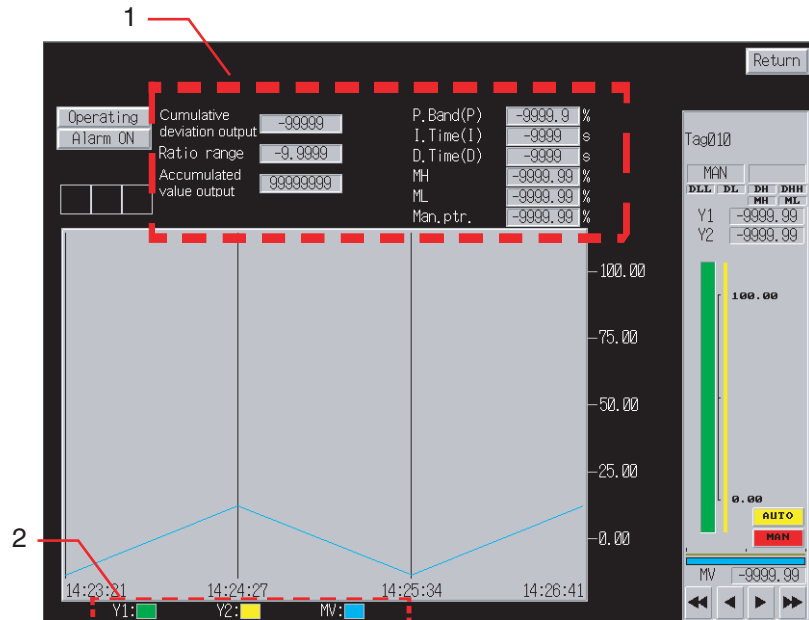 1
Return
Operating
Alarm ON
Cumulative
deviation output -99999
Ratio range -9.9999
Accumulated
value output 99999999
P.Band(P) -9999.9 %
I.Time(I) -9999 s
D.Time(D) -9999 s
MH -9999.99 %
ML -9999.99 %
Man.ptr. -9999.99 %
Tag010
MAN
DLL DL DH DHH
MH ML
Y1 -9999.99
Y2 -9999.99
100.00
0.00
AUTO
MAN
MV -9999.99
100.00
75.00
50.00
25.00
0.00
2
14:23:21 14:24:27 14:25:34 14:26:41
Y1: Y2: MV: